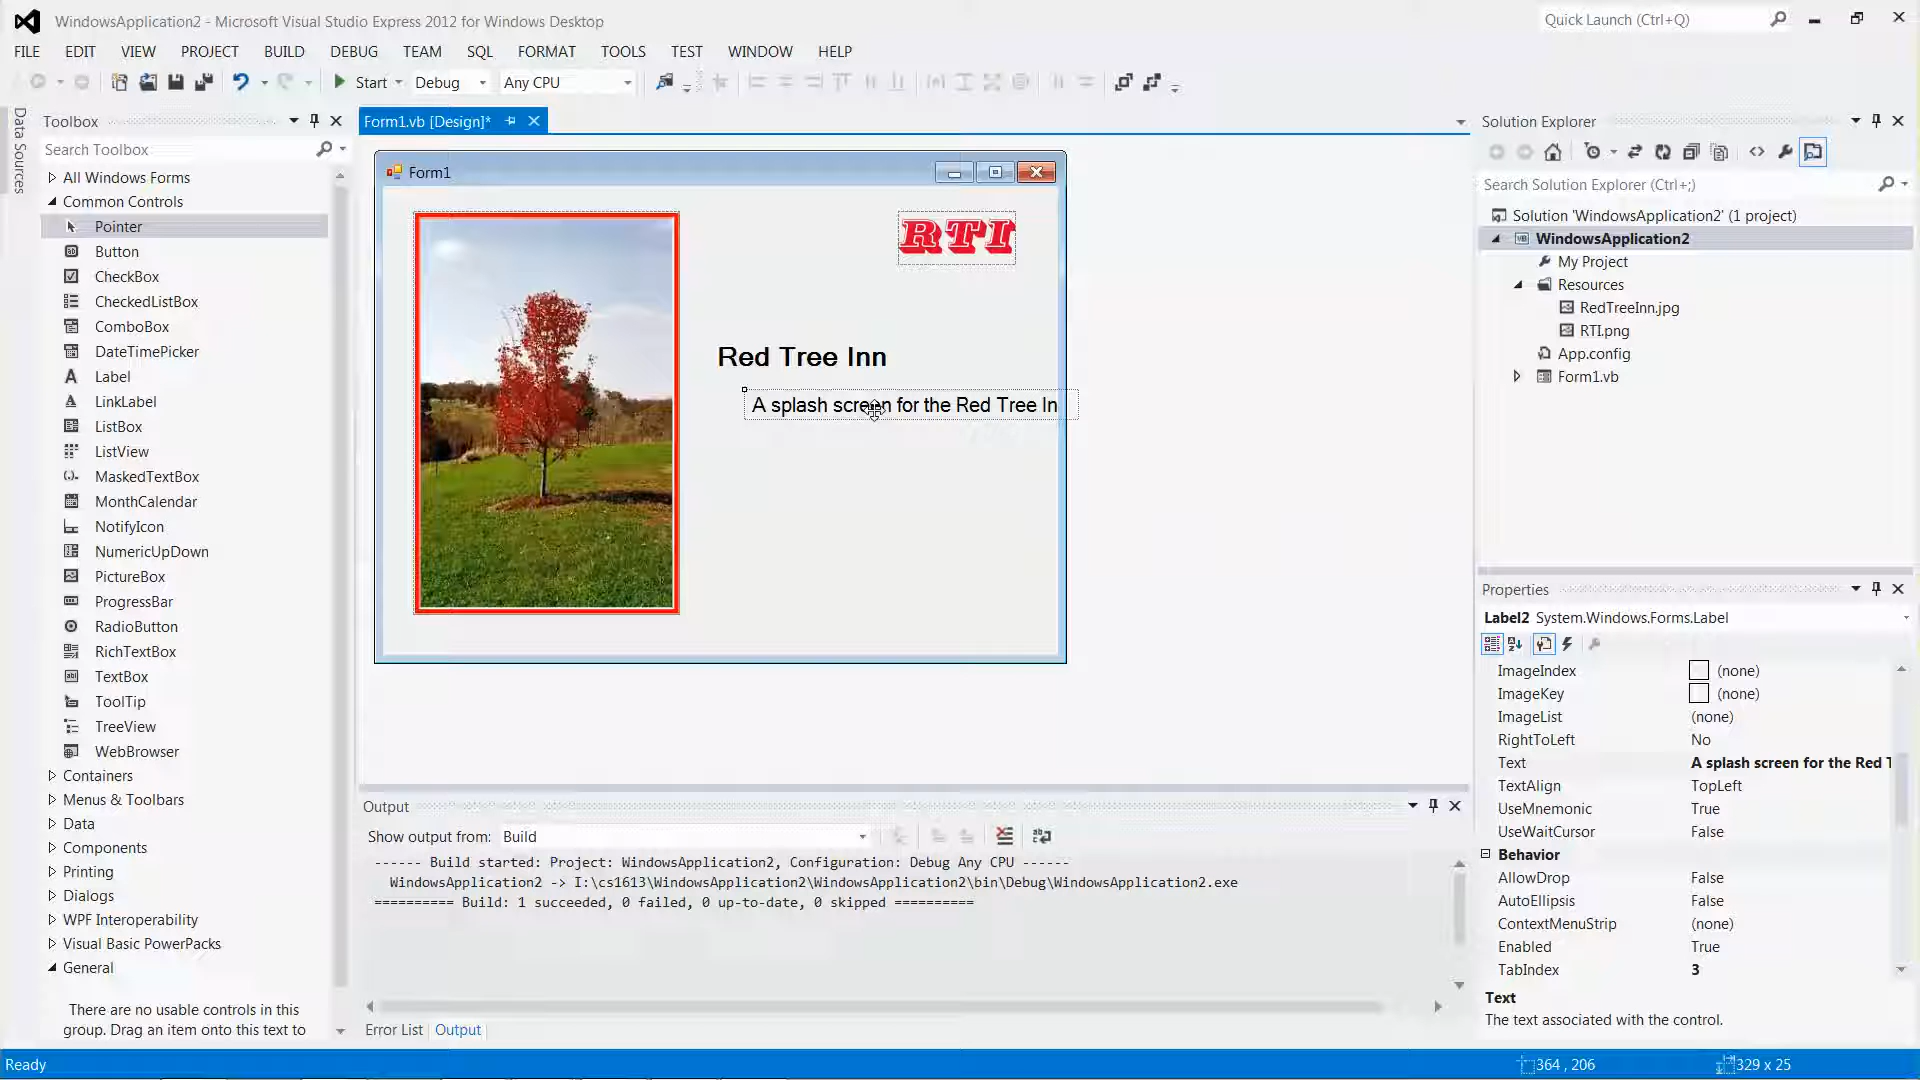 WindowsApplication2 - Microsoft Visual Studio Express 2012 for Windows Desktop
Quick Launch (Ctrl+Q)
FILE EDIT VIEW PROJECT BUILD DEBUG TEAM SQL FORMAT TOOLS TEST WINDOW HELP
Start Debug Any CPU
Data Sources
Toolbox
Search Toolbox
All Windows Forms
Common Controls
Pointer
Button
CheckBox
CheckedListBox
ComboBox
DateTimePicker
Label
LinkLabel
ListBox
ListView
MaskedTextBox
MonthCalendar
NotifyIcon
NumericUpDown
PictureBox
ProgressBar
RadioButton
RichTextBox
TextBox
ToolTip
TreeView
WebBrowser
Containers
Menus & Toolbars
Data
Components
Printing
Dialogs
WPF Interoperability
Visual Basic PowerPacks
General
There are no usable controls in this
group. Drag an item onto this text to
Form1.vb [Design]*
Form1
RTI
Red Tree Inn
A splash screen for the Red Tree In
Output
Show output from: Build
------ Build started: Project: WindowsApplication2, Configuration: Debug Any CPU ------
WindowsApplication2 -> I:\cs1613\WindowsApplication2\WindowsApplication2\bin\Debug\WindowsApplication2.exe
========== Build: 1 succeeded, 0 failed, 0 up-to-date, 0 skipped ==========
Error List Output
Solution Explorer
Search Solution Explorer (Ctrl+;)
Solution 'WindowsApplication2' (1 project)
WindowsApplication2
My Project
Resources
RedTreeInn.jpg
RTI.png
App.config
Form1.vb
Properties
Label2 System.Windows.Forms.Label
ImageIndex (none)
ImageKey (none)
ImageList (none)
RightToLeft No
Text A splash screen for the Red T
TextAlign TopLeft
UseMnemonic True
UseWaitCursor False
Behavior
AllowDrop False
AutoEllipsis False
ContextMenuStrip (none)
Enabled True
TabIndex 3
Text
The text associated with the control.
Ready
364 , 206
329 x 25